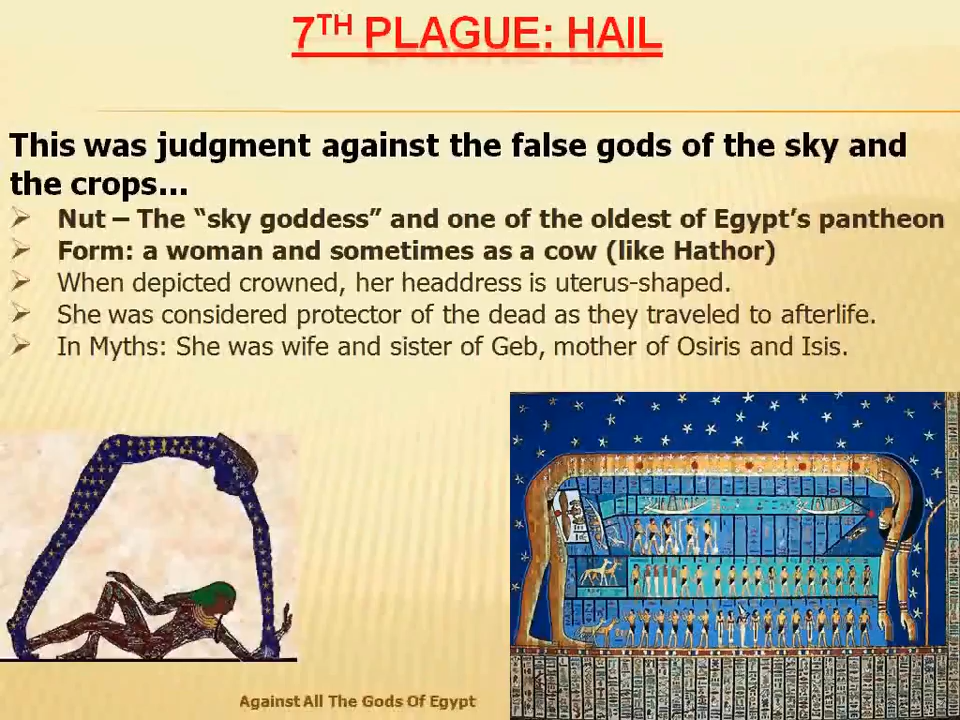 7TH PLAGUE: HAIL
This was judgment against the false gods of the sky and
the crops...
Nut – The “sky goddess” and one of the oldest of Egypt’s pantheon
Form: a woman and sometimes as a cow (like Hathor)
When depicted crowned, her headdress is uterus-shaped.
She was considered protector of the dead as they traveled to afterlife.
In Myths: She was wife and sister of Geb, mother of Osiris and Isis.
Against All The Gods Of Egypt